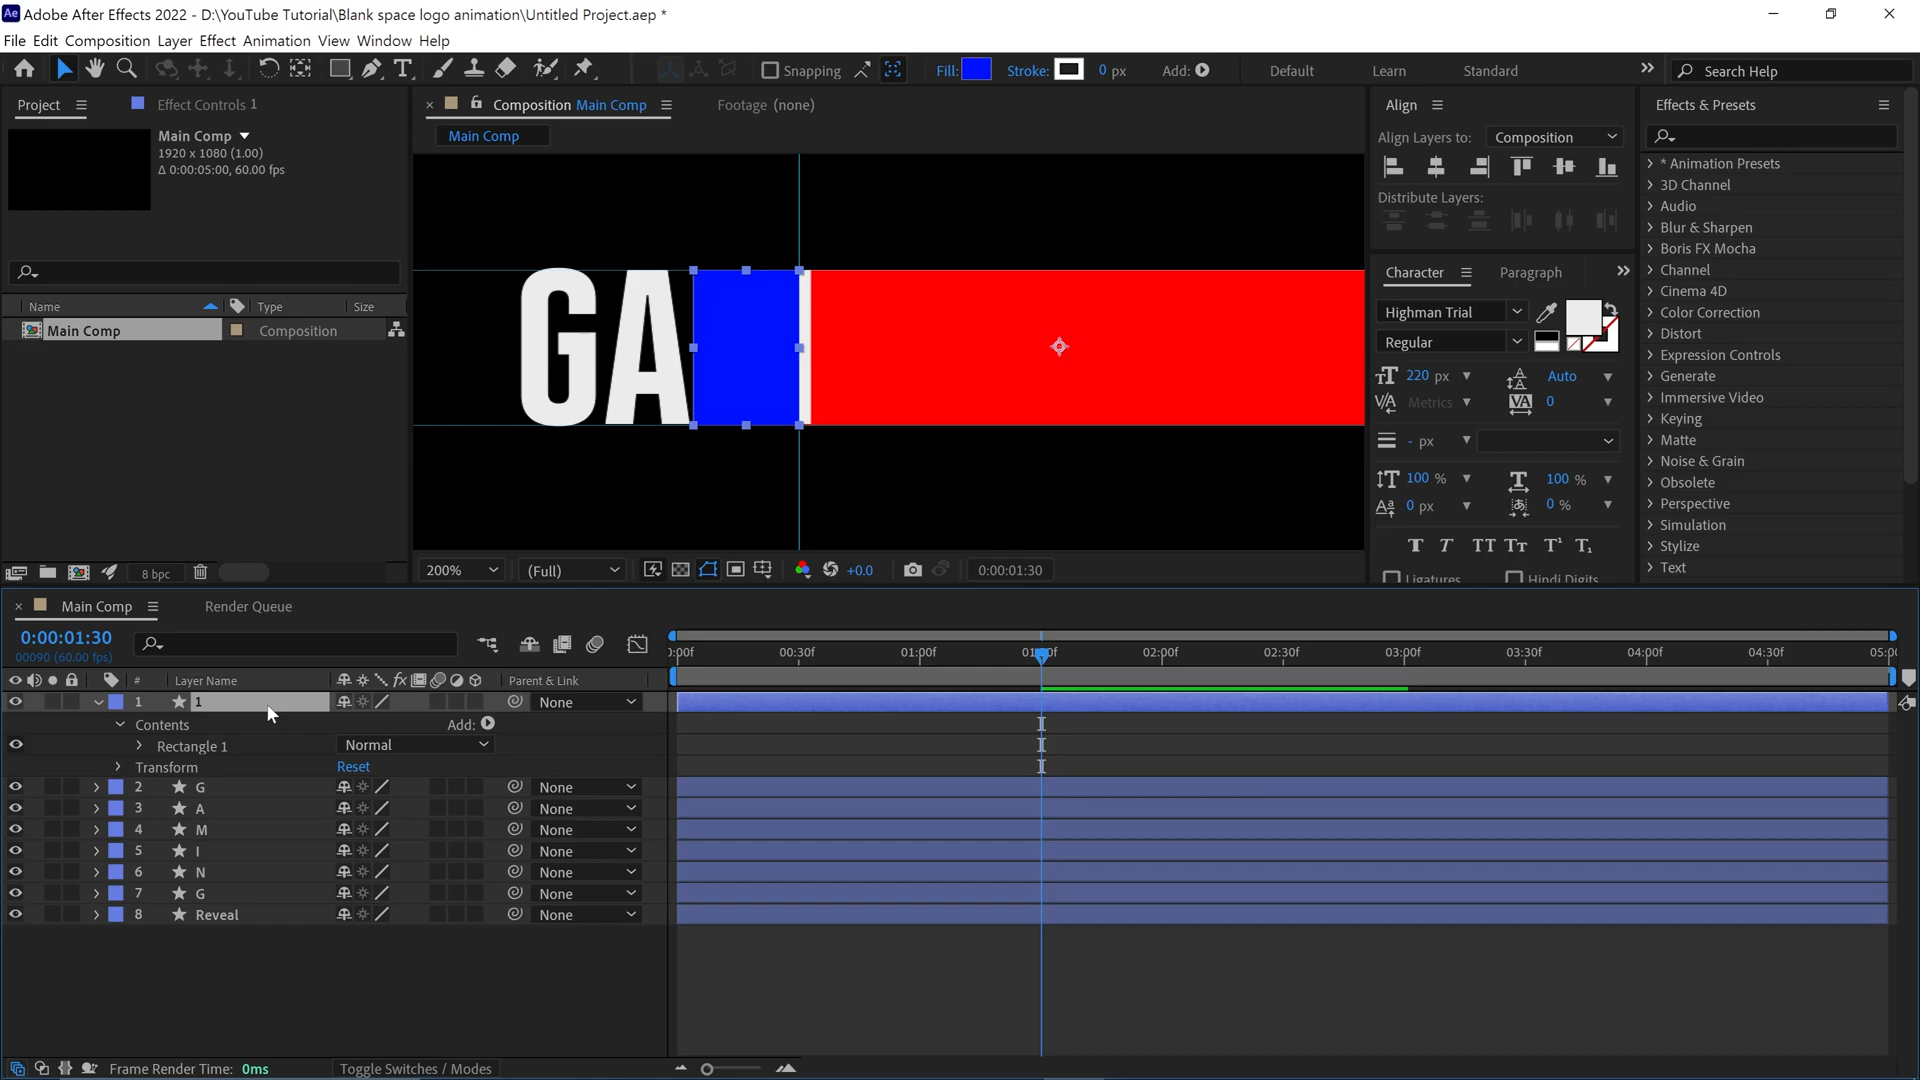 Adobe After Effects 2022 - D:\YouTube Tutorial\Blank space logo animation\Untitled Project.aep *
File Edit Composition Layer Effect Animation View Window Help
Snapping
Fill:
Stroke:
0 px
Add:
Default
Learn
Standard
Search Help
Project
Effect Controls 1
Main Comp
1920 x 1080 (1.00)
Δ 0:00:05:00, 60.00 fps
Name
Type
Size
Main Comp
Composition
8 bpc
Composition Main Comp
Footage (none)
Main Comp
GA
200%
(Full)
+0.0
0:00:01:30
Align
Align Layers to:
Composition
Distribute Layers:
Character
Paragraph
Highman Trial
Regular
220 px
Auto
Metrics
0
- px
100 %
100 %
0 px
0 %
Ligatures
Hindi Digits
Effects & Presets
* Animation Presets
3D Channel
Audio
Blur & Sharpen
Boris FX Mocha
Channel
Cinema 4D
Color Correction
Distort
Expression Controls
Generate
Immersive Video
Keying
Matte
Noise & Grain
Obsolete
Perspective
Simulation
Stylize
Text
Main Comp
Render Queue
0:00:01:30
00090 (60.00 fps)
# Layer Name
Parent & Link
1 1 None
Contents Add:
Rectangle 1 Normal
Transform Reset
2 G None
3 A None
4 M None
5 I None
6 N None
7 G None
8 Reveal None
:00f 00:30f 01:00f 02:00f 02:30f 03:00f 03:30f 04:00f 04:30f 05:00
Frame Render Time: 0ms
Toggle Switches / Modes